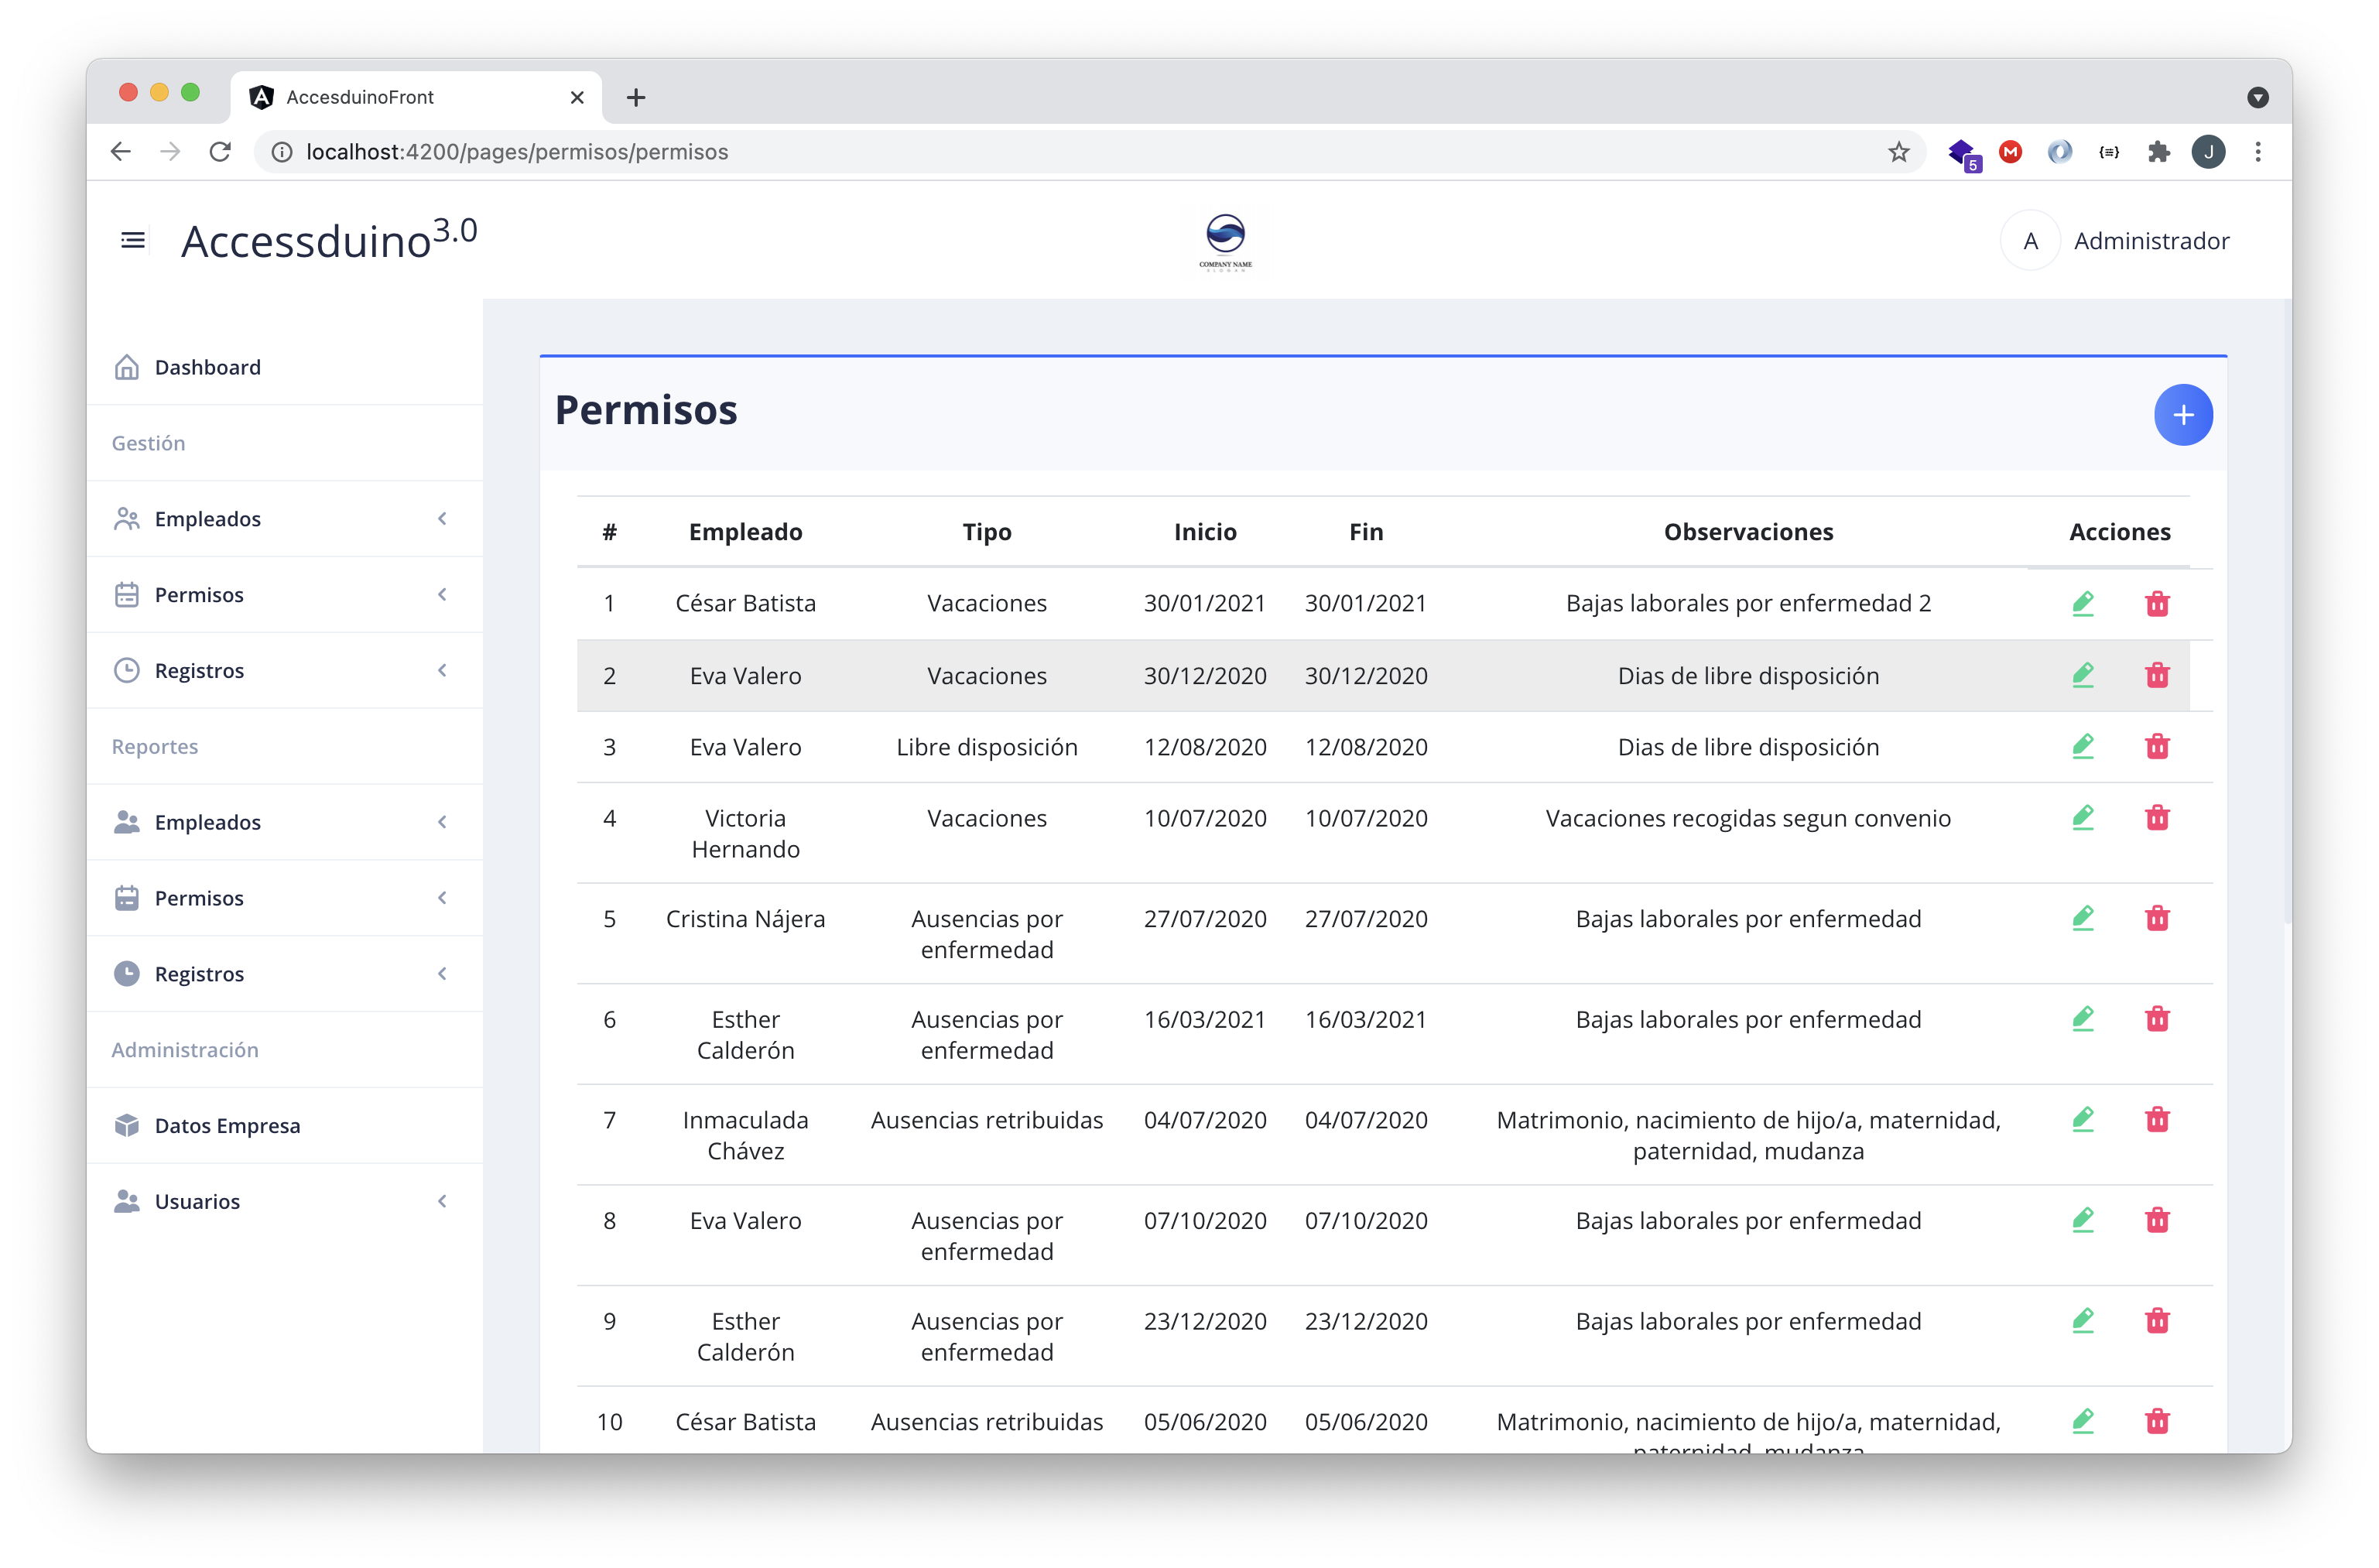 AccesduinoFront
localhost:4200/pages/permisos/permisos
5
J
Accessduino3.0
COMPANY NAME
A
Administrador
Dashboard
Gestión
Empleados
Permisos
Registros
Reportes
Empleados
Permisos
Registros
Administración
Datos Empresa
Usuarios
Permisos
# Empleado Tipo Inicio Fin Observaciones Acciones
1 César Batista Vacaciones 30/01/2021 30/01/2021 Bajas laborales por enfermedad 2
2 Eva Valero Vacaciones 30/12/2020 30/12/2020 Dias de libre disposición
3 Eva Valero Libre disposición 12/08/2020 12/08/2020 Dias de libre disposición
4 Victoria Vacaciones 10/07/2020 10/07/2020 Vacaciones recogidas segun convenio
Hernando
5 Cristina Nájera Ausencias por 27/07/2020 27/07/2020 Bajas laborales por enfermedad
enfermedad
6 Esther Ausencias por 16/03/2021 16/03/2021 Bajas laborales por enfermedad
Calderón enfermedad
7 Inmaculada Ausencias retribuidas 04/07/2020 04/07/2020 Matrimonio, nacimiento de hijo/a, maternidad,
Chávez paternidad, mudanza
8 Eva Valero Ausencias por 07/10/2020 07/10/2020 Bajas laborales por enfermedad
enfermedad
9 Esther Ausencias por 23/12/2020 23/12/2020 Bajas laborales por enfermedad
Calderón enfermedad
10 César Batista Ausencias retribuidas 05/06/2020 05/06/2020 Matrimonio, nacimiento de hijo/a, maternidad,
paternidad, mudanza